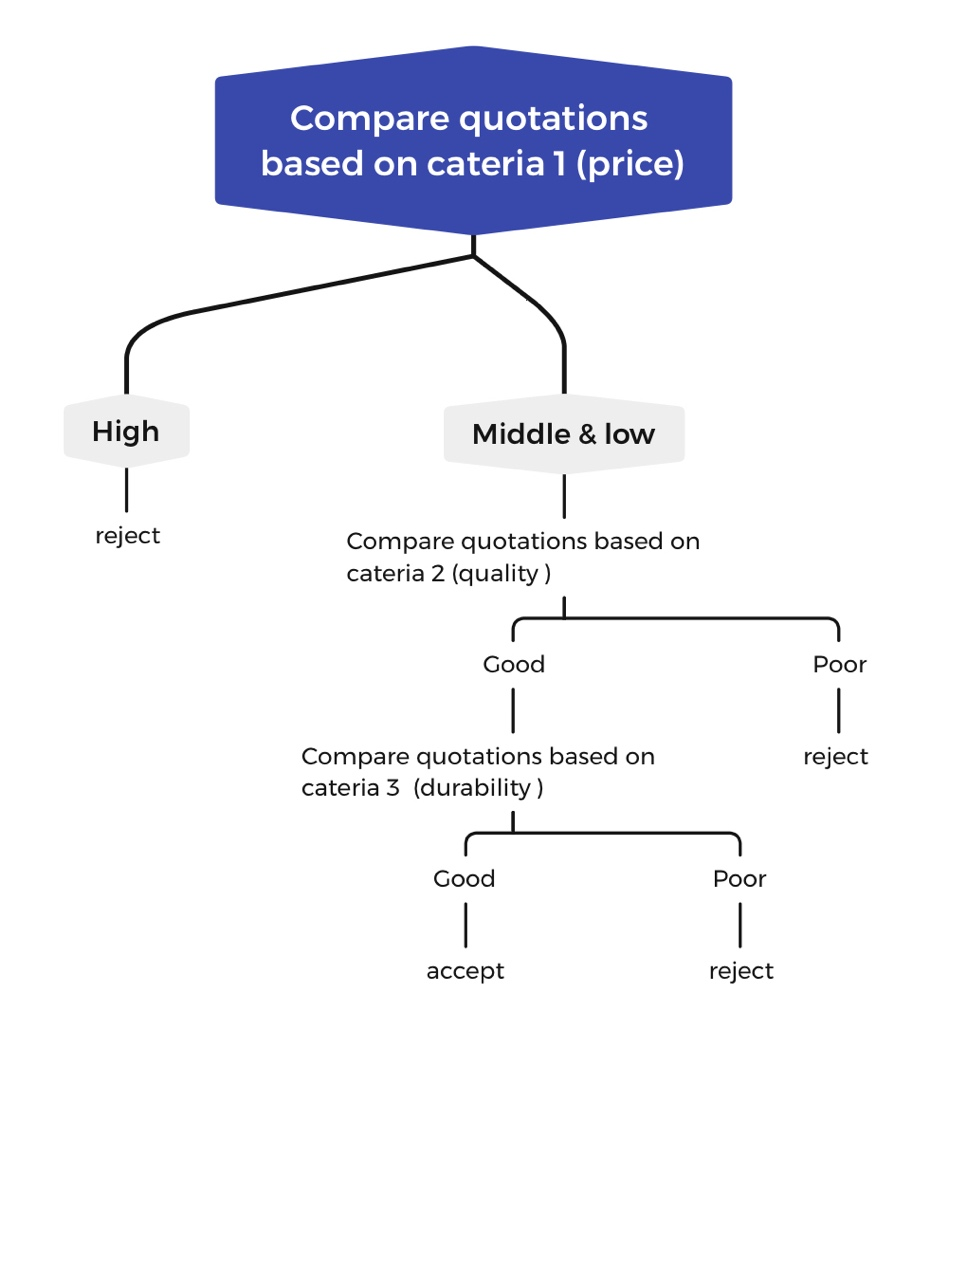 Compare quotations
based on cateria 1 (price)
High
Middle & low
reject
Compare quotations based on
cateria 2 (quality )
Good
Poor
Compare quotations based on
cateria 3  (durability )
reject
Good
Poor
accept
reject